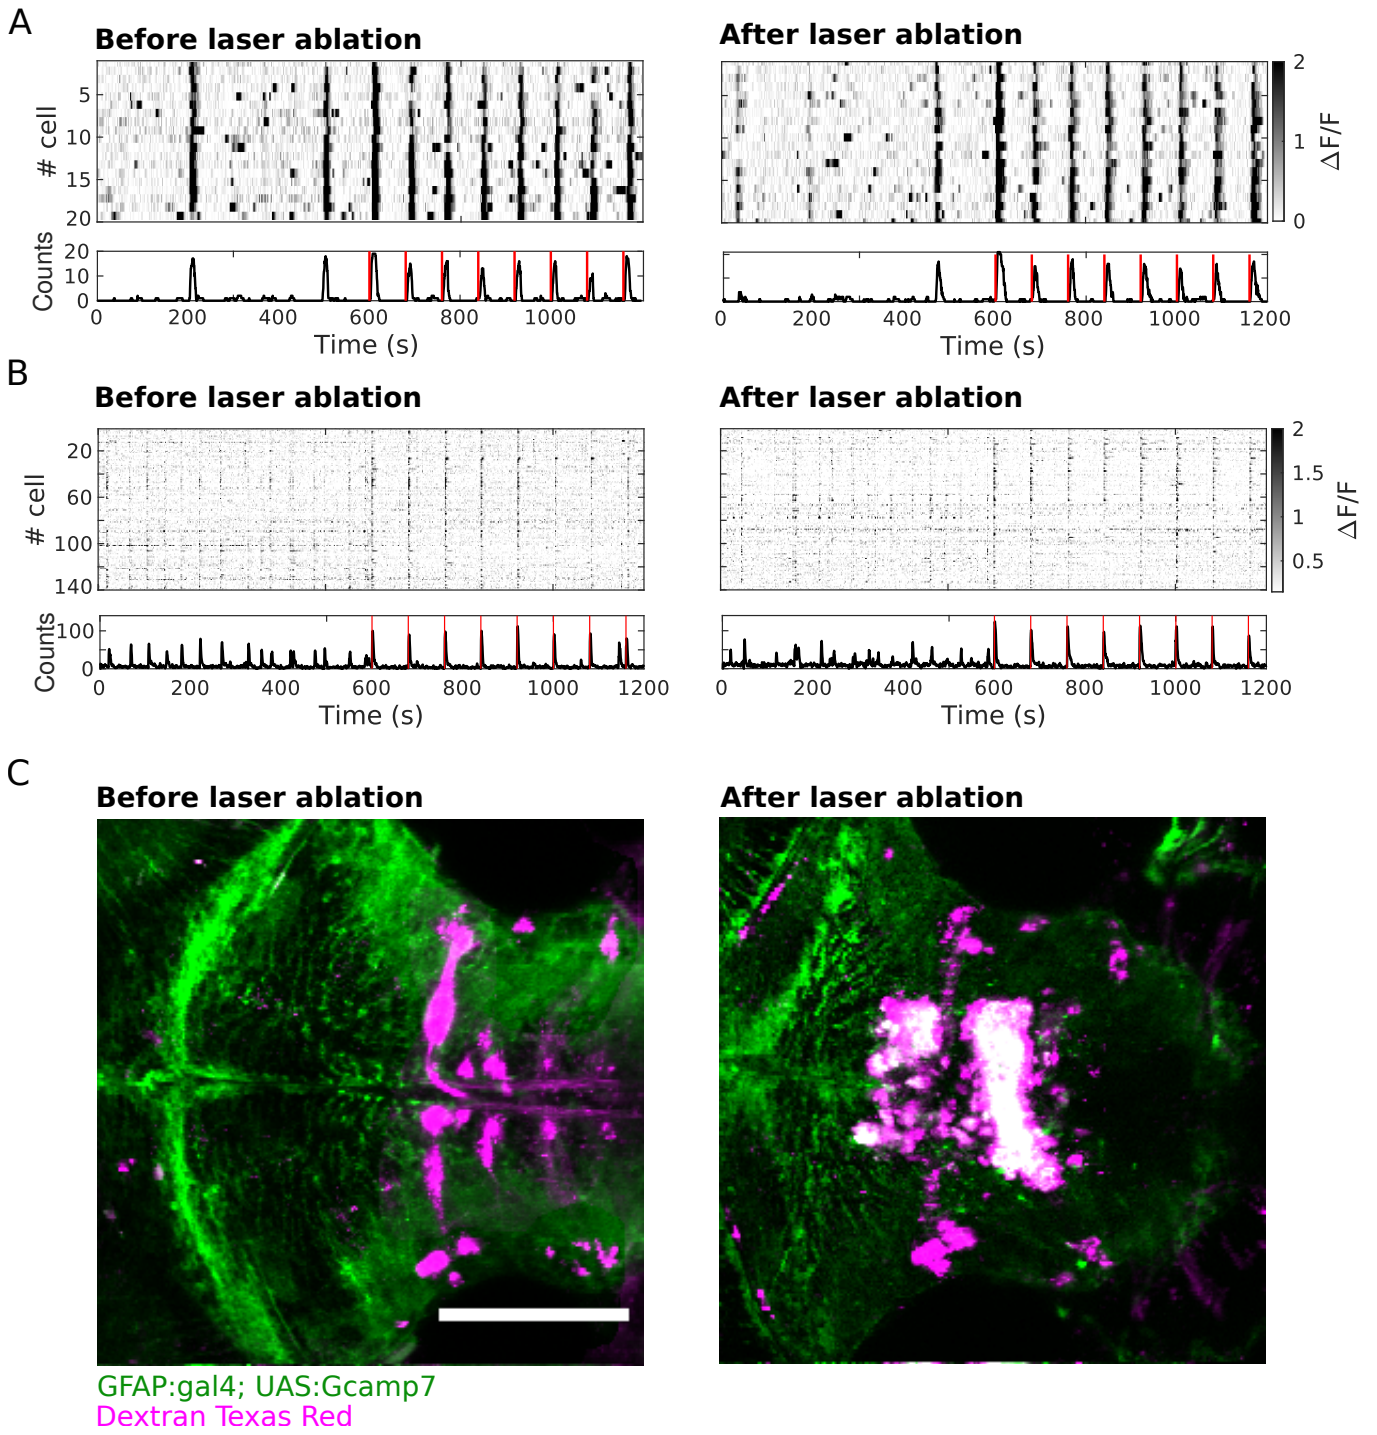 A
Before laser ablation
After laser ablation
# cell
5
10
15
20
2
1
0
ΔF/F
Counts
20
10
0
0 200 400 600 800 1000
Time (s)
0 200 400 600 800 1000 1200
Time (s)
B
Before laser ablation
After laser ablation
# cell
20
60
100
140
2
1.5
1
0.5
ΔF/F
Counts
100
0
0 200 400 600 800 1000 1200
Time (s)
0 200 400 600 800 1000 1200
Time (s)
C
Before laser ablation
After laser ablation
GFAP:gal4; UAS:Gcamp7
Dextran Texas Red